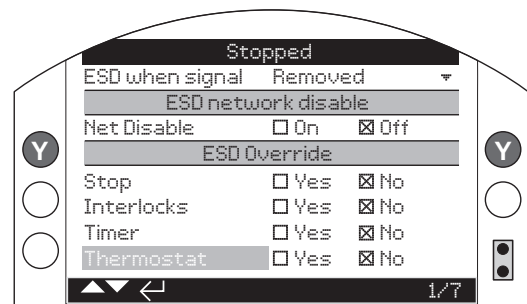 Stopped
ESD when signal Removed
ESD network disable
Net Disable On Off
ESD Override
Stop Yes No
Interlocks Yes No
Timer Yes No
Thermostat Yes No
1/7
Y
Y